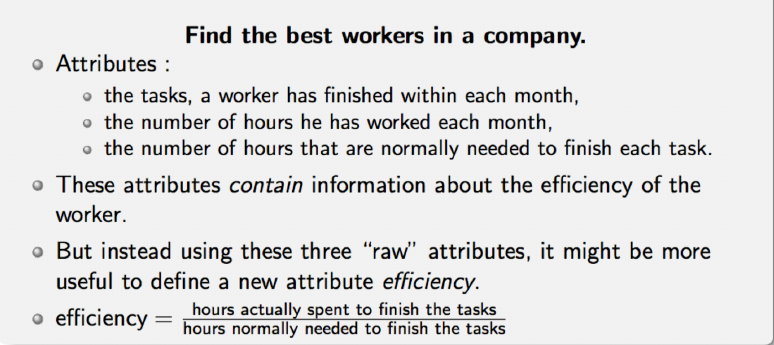 Find the best workers in a company.
Attributes :
the tasks, a worker has finished within each month,
the number of hours he has worked each month,
the number of hours that are normally needed to finish each task.
These attributes contain information about the efficiency of the
worker.
But instead using these three “raw” attributes, it might be more
useful to define a new attribute efficiency.
efficiency = hours actually spent to finish the tasks
hours normally needed to finish the tasks